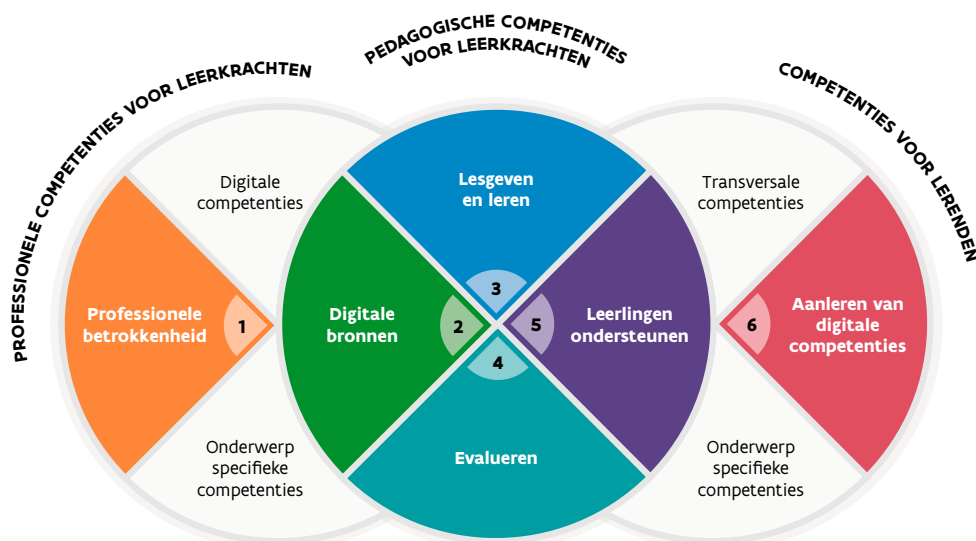 PROFESSIONELE COMPETENTIES VOOR LEERKRACHTEN
PEDAGOGISCHE COMPETENTIES
VOOR LEERKRACHTEN
COMPETENTIES VOOR LERENDEN
Digitale
competenties
Lesgeven
en leren
Transversale
competenties
Professionele
betrokkenheid
1
Digitale
bronnen
2
3
4
5
Leerlingen
ondersteunen
6
Aanleren van
digitale
competenties
Onderwerp
specifieke
competenties
Evalueren
Onderwerp
specifieke
competenties